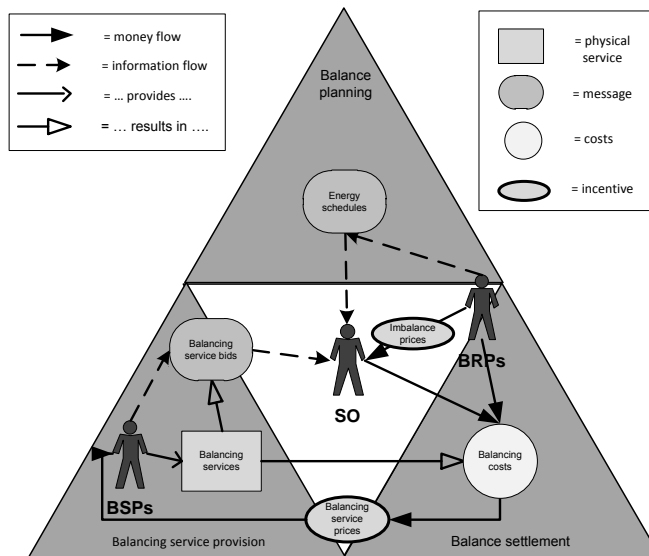 = money flow
= information flow
= ... provides ....
= ... results in ....
= physical
service
= message
= costs
= incentive
Balance
planning
Energy
schedules
Imbalance
prices
BRPs
Balancing
service bids
SO
Balancing
services
Balancing
costs
BSPs
Balancing
service
prices
Balancing service provision
Balance settlement